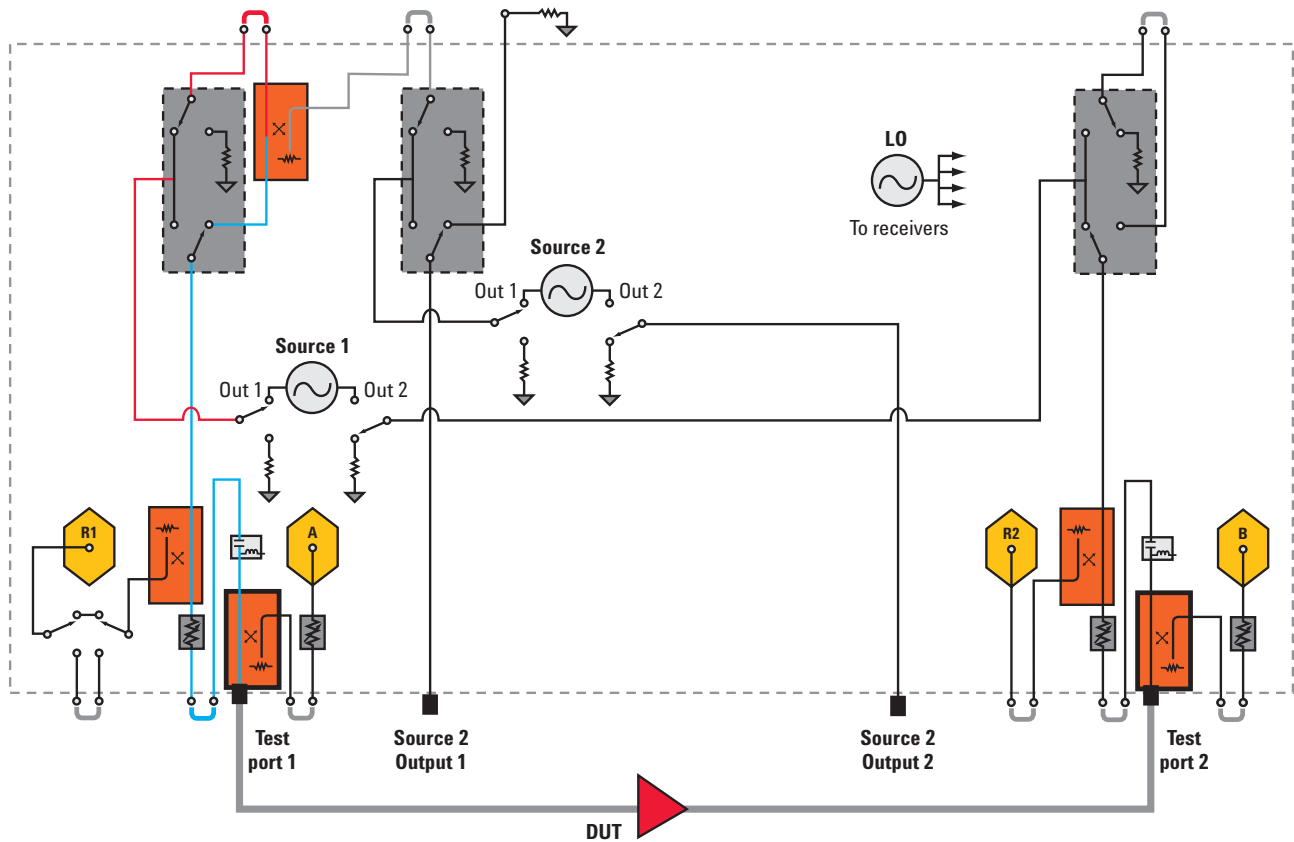 LO
To receivers
Source 2
Out 1
Out 2
Source 1
Out 1
Out 2
R1
A
R2
B
Test
port 1
Source 2
Output 1
Source 2
Output 2
Test
port 2
DUT